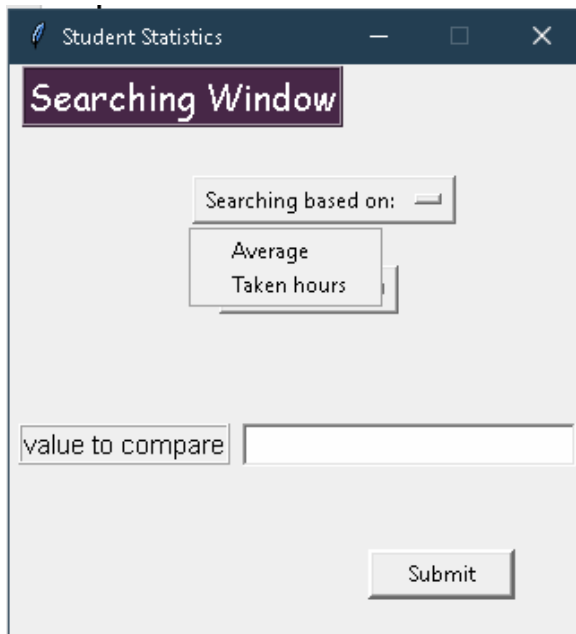 Student Statistics
Searching Window
Searching based on:
Average
Taken hours
value to compare
Submit